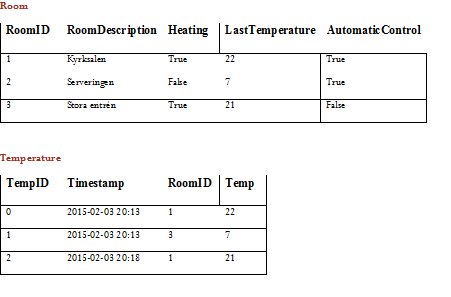 Room
RoomID RoomDescription Heating LastTemperature AutomaticControl
1 Kyrksalen True 22 True
2 Serveringen False 7 True
3 Stora entrén True 21 False
Temperature
TempID Timestamp RoomID Temp
0 2015-02-03 20:13 1 22
1 2015-02-03 20:13 3 7
2 2015-02-03 20:18 1 21